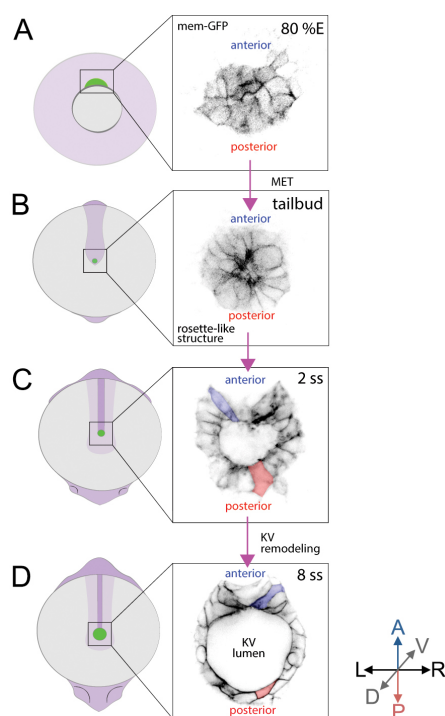 A
mem-GFP
80 %E
anterior
posterior
MET
B
tailbud
anterior
posterior
rosette-like
structure
C
2 ss
anterior
posterior
KV
remodeling
D
8 ss
anterior
KV
lumen
posterior
A
V
L
R
D
P